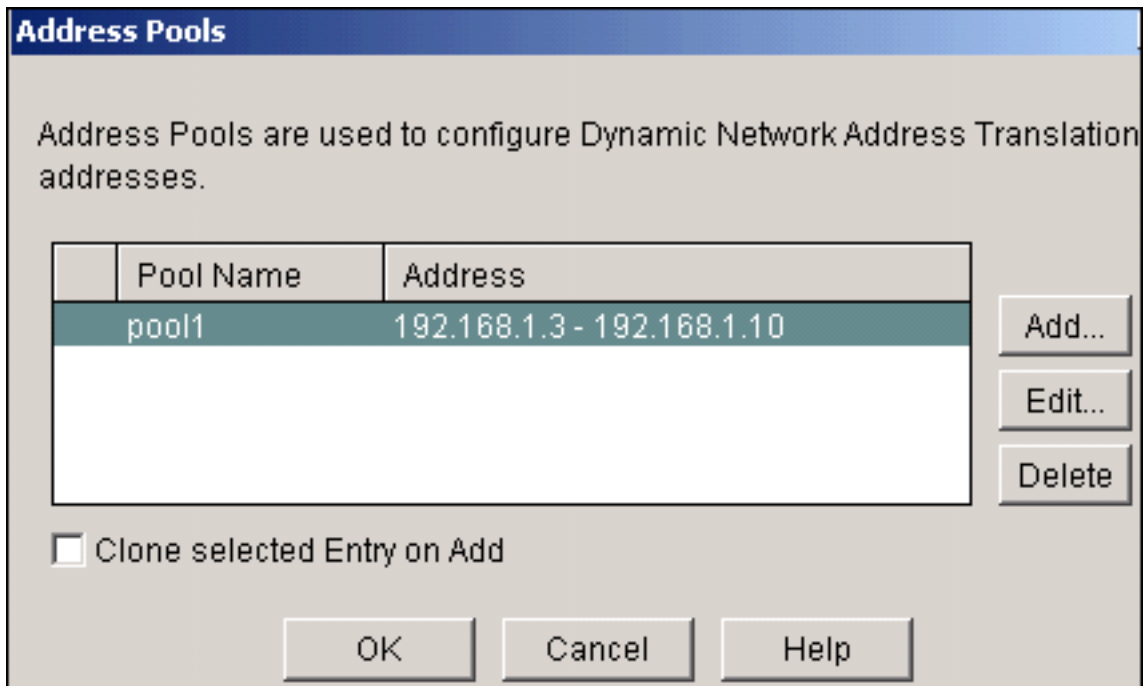 Address Pools
Address Pools are used to configure Dynamic Network Address Translation
addresses.
Pool Name Address
pool1 192.168.1.3 - 192.168.1.10
Add...
Edit...
Delete
Clone selected Entry on Add
OK Cancel Help